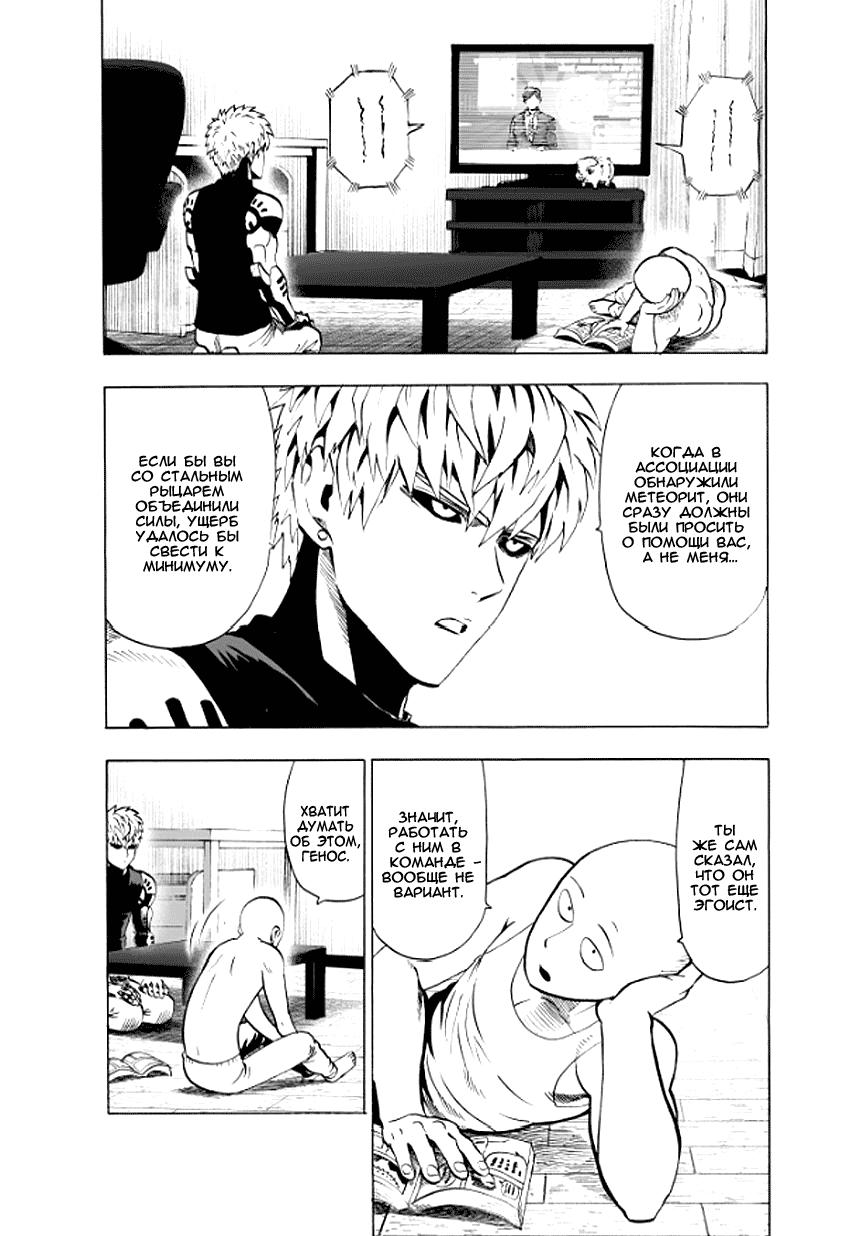 КОГДА В
АССОЦИАЦИИ
ОБНАРУЖИЛИ
МЕТЕОРИТ, ОНИ
СРАЗУ ДОЛЖНЫ
БЫЛИ ПРОСИТЬ
О ПОМОЩИ ВАС,
А НЕ МЕНЯ...
ЕСЛИ БЫ ВЫ
СО СТАЛЬНЫМ
РЫЦАРЕМ
ОБЪЕДИНИЛИ
СИЛЫ, УЩЕРБ
УДАЛОСЬ БЫ
СВЕСТИ К
МИНИМУМУ.
ТЫ
ЖЕ САМ
СКАЗАЛ,
ЧТО ОН
ТОТ ЕЩЕ
ЭГОИСТ.
ЗНАЧИТ,
РАБОТАТЬ
С НИМ В
КОМАНДЕ –
ВООБЩЕ НЕ
ВАРИАНТ.
ХВАТИТ
ДУМАТЬ
ОБ ЭТОМ,
ГЕНОС.